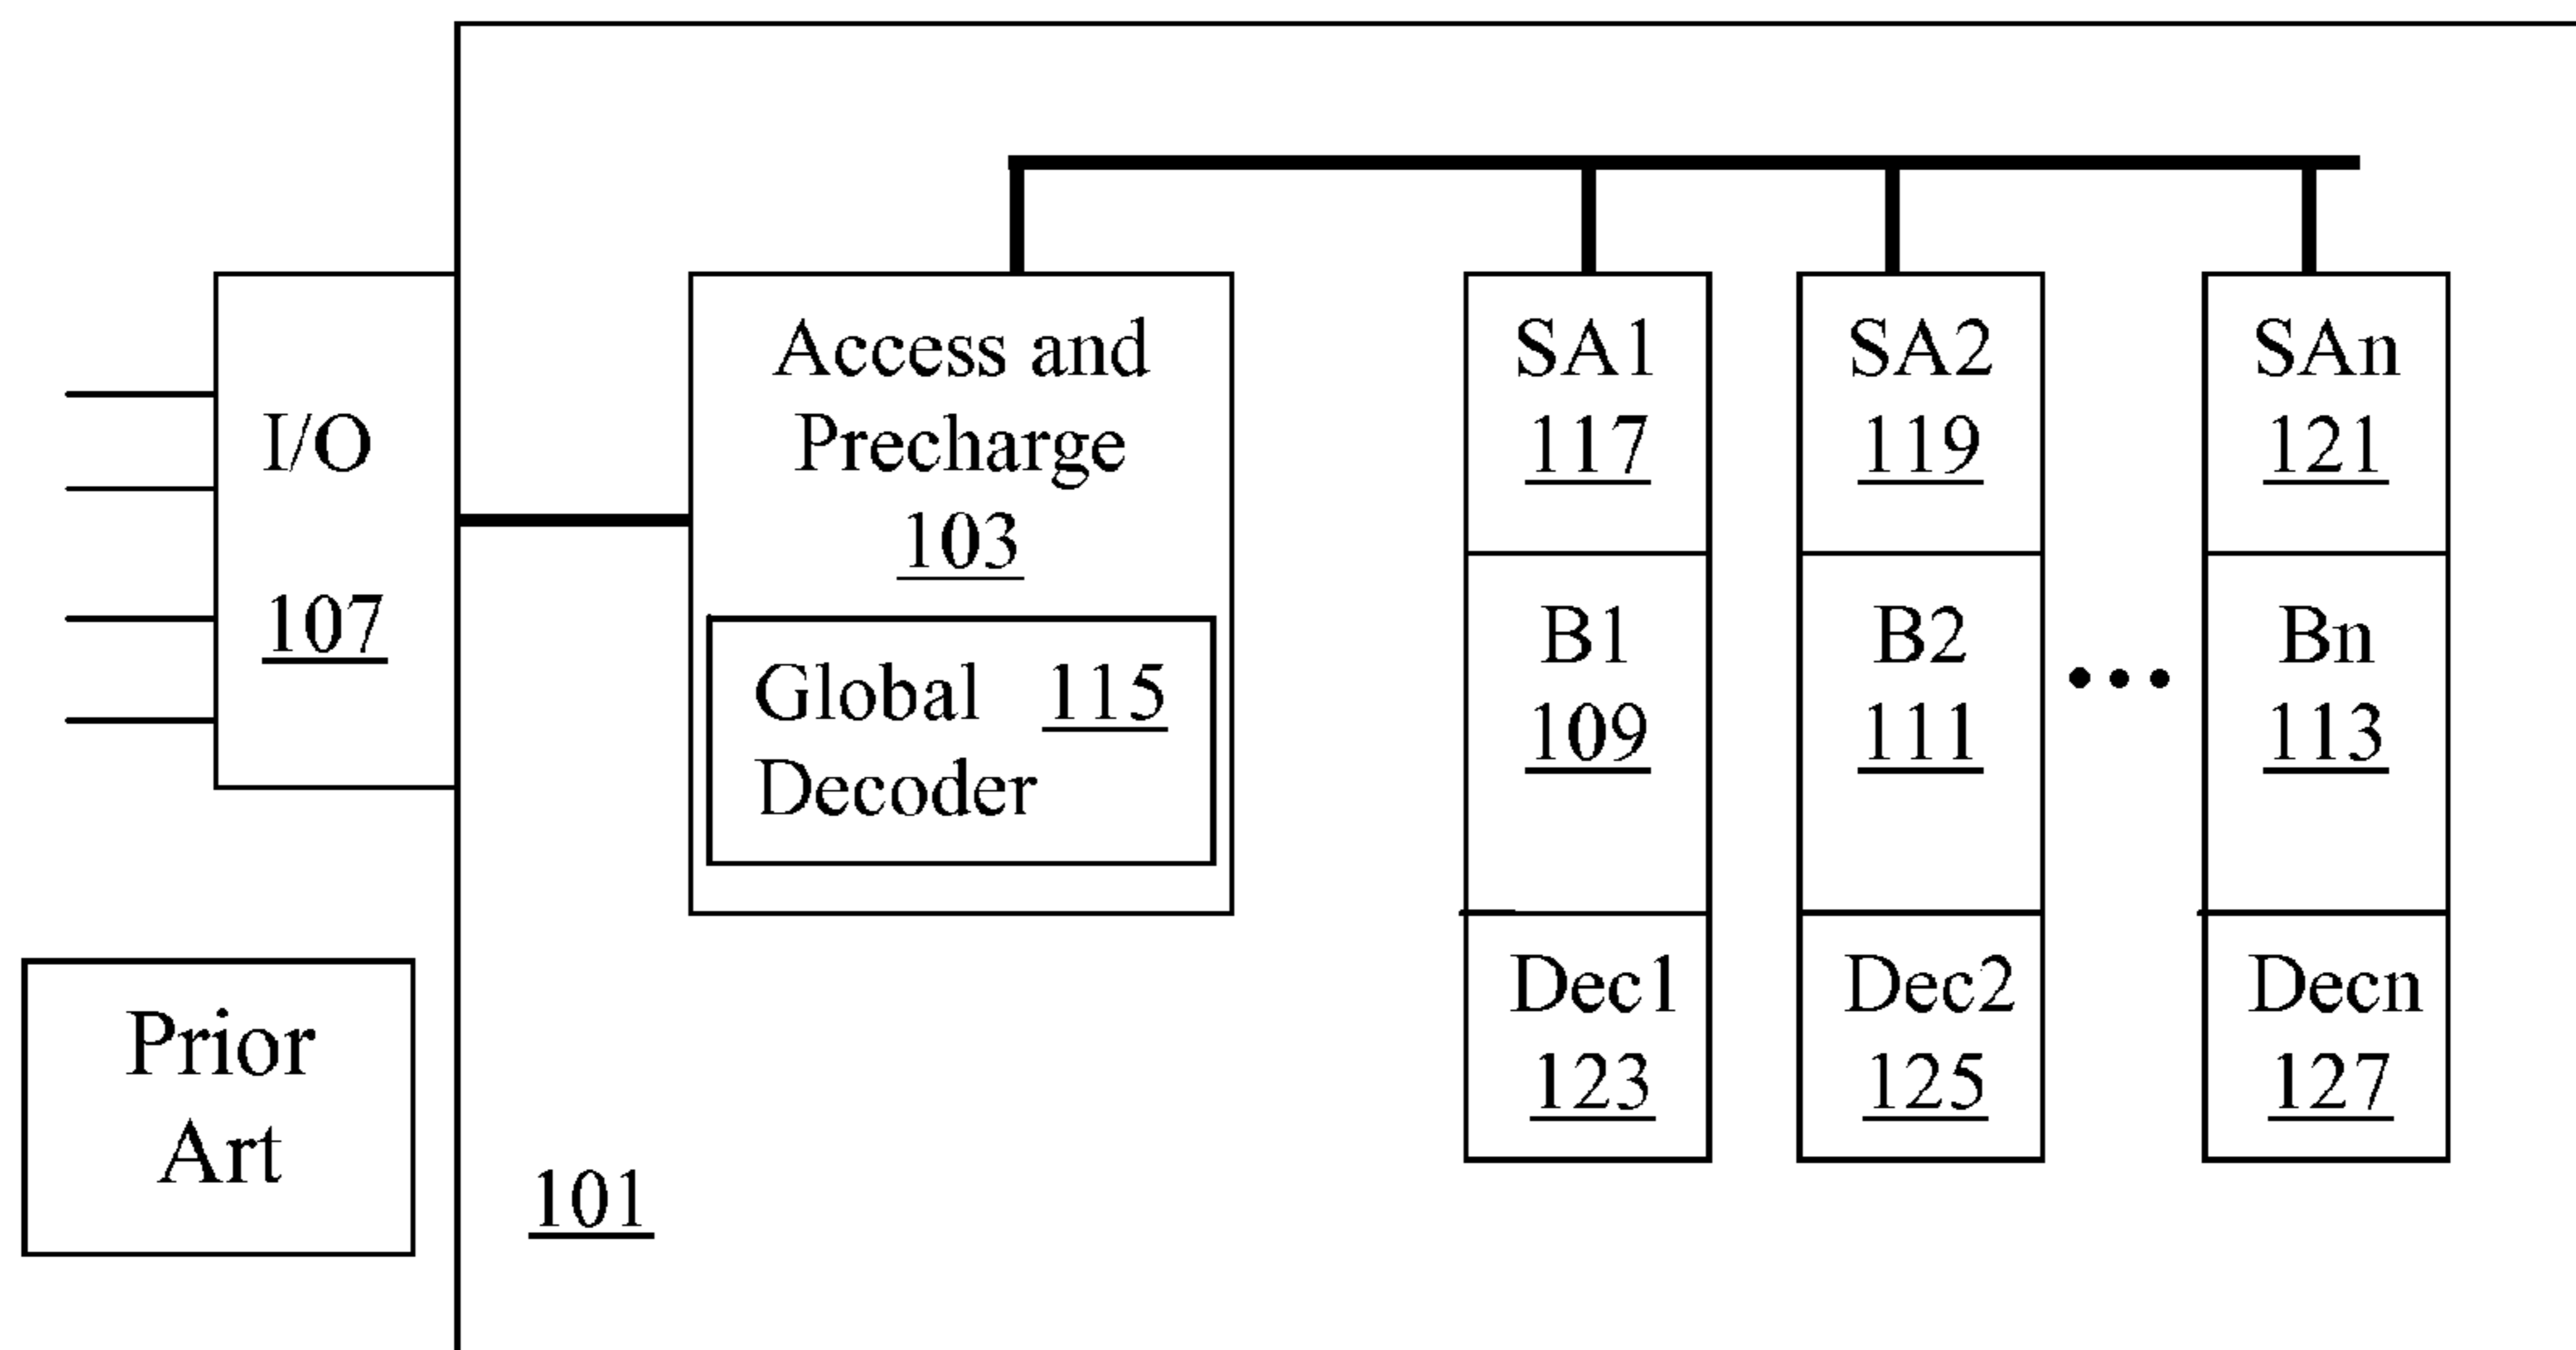 I/O
107
Access and
Precharge
103
Global 115
Decoder
SA1
117
B1
109
Dec1
123
SA2
119
B2
111
Dec2
125
•••
SAn
121
Bn
113
Decn
127
Prior
Art
101